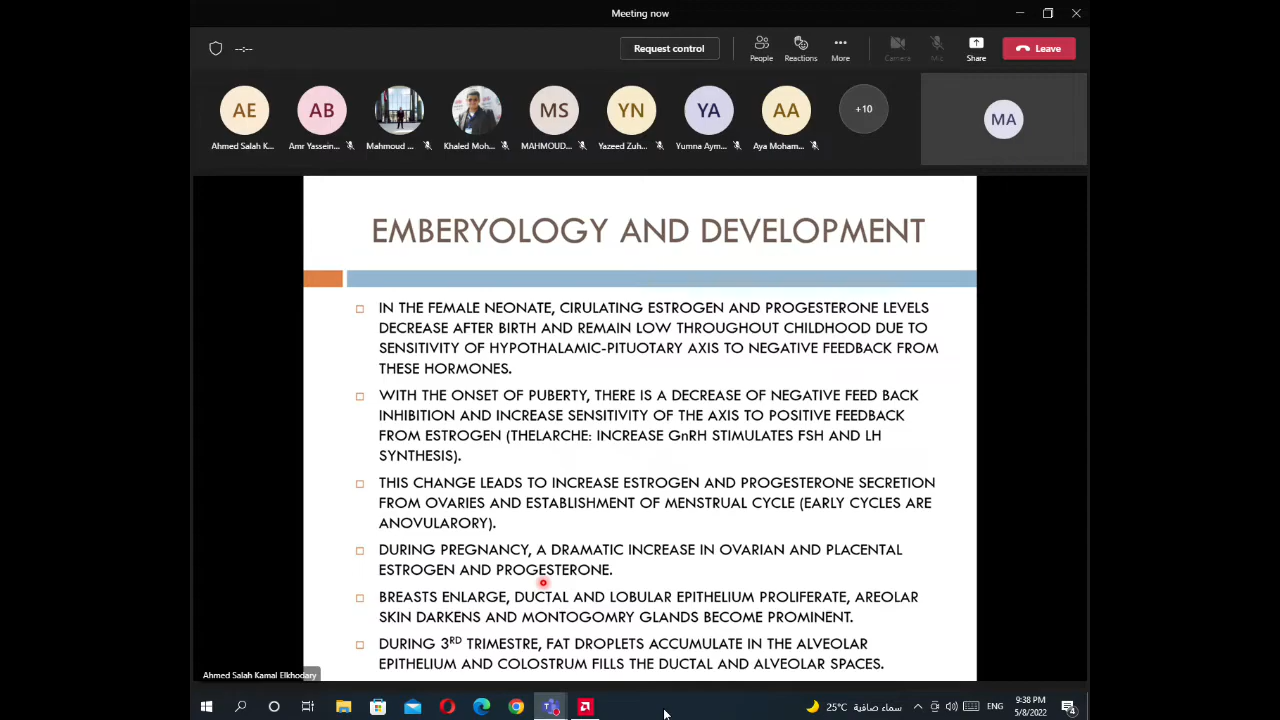 Meeting now
--:--
Request control
People
Reactions
More
Camera
Mic
Share
Leave
AE
AB
MS
YN
YA
AA
+10
MA
Ahmed Salah K...
Amr Yassein...
Mahmoud ...
Khaled Moh...
MAHMOUD...
Yazeed Zuh...
Yumna Aym...
Aya Moham...
EMBERYOLOGY AND DEVELOPMENT
IN THE FEMALE NEONATE, CIRULATING ESTROGEN AND PROGESTERONE LEVELS
DECREASE AFTER BIRTH AND REMAIN LOW THROUGHOUT CHILDHOOD DUE TO
SENSITIVITY OF HYPOTHALAMIC-PITUOTARY AXIS TO NEGATIVE FEEDBACK FROM
THESE HORMONES.
WITH THE ONSET OF PUBERTY, THERE IS A DECREASE OF NEGATIVE FEED BACK
INHIBITION AND INCREASE SENSITIVITY OF THE AXIS TO POSITIVE FEEDBACK
FROM ESTROGEN (THELARCHE: INCREASE GnRH STIMULATES FSH AND LH
SYNTHESIS).
THIS CHANGE LEADS TO INCREASE ESTROGEN AND PROGESTERONE SECRETION
FROM OVARIES AND ESTABLISHMENT OF MENSTRUAL CYCLE (EARLY CYCLES ARE
ANOVULARORY).
DURING PREGNANCY, A DRAMATIC INCREASE IN OVARIAN AND PLACENTAL
ESTROGEN AND PROGESTERONE.
BREASTS ENLARGE, DUCTAL AND LOBULAR EPITHELIUM PROLIFERATE, AREOLAR
SKIN DARKENS AND MONTOGOMRY GLANDS BECOME PROMINENT.
DURING 3RD TRIMESTRE, FAT DROPLETS ACCUMULATE IN THE ALVEOLAR
EPITHELIUM AND COLOSTRUM FILLS THE DUCTAL AND ALVEOLAR SPACES.
Ahmed Salah Kamal Elkhodary
25°C سماء صافية
ENG
9:38 PM
5/8/2022
4